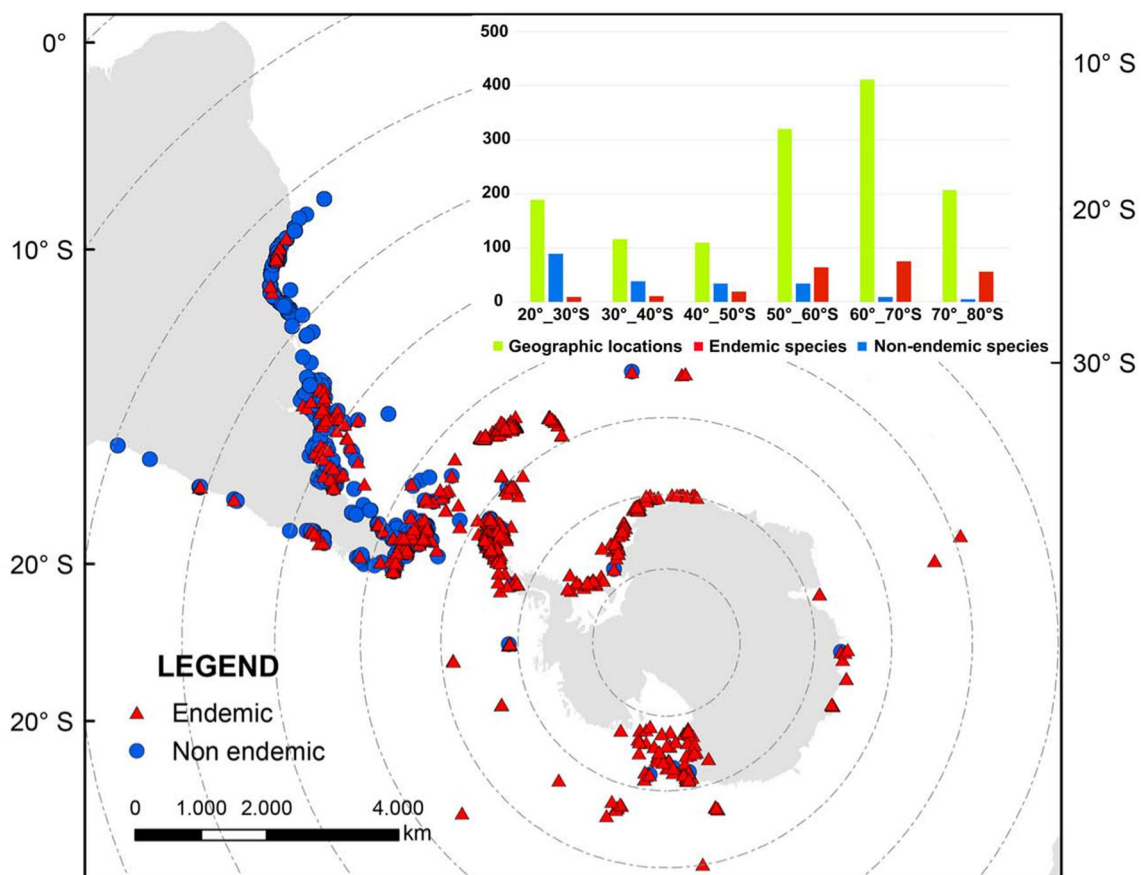 0°
10° S
20° S
20° S
10° S
20° S
30° S
500
400
300
200
100
0
20°_30°S 30°_40°S 40°_50°S 50°_60°S 60°_70°S 70°_80°S
Geographic locations Endemic species Non-endemic species
LEGEND
Endemic
Non endemic
0 1.000 2.000 4.000
km